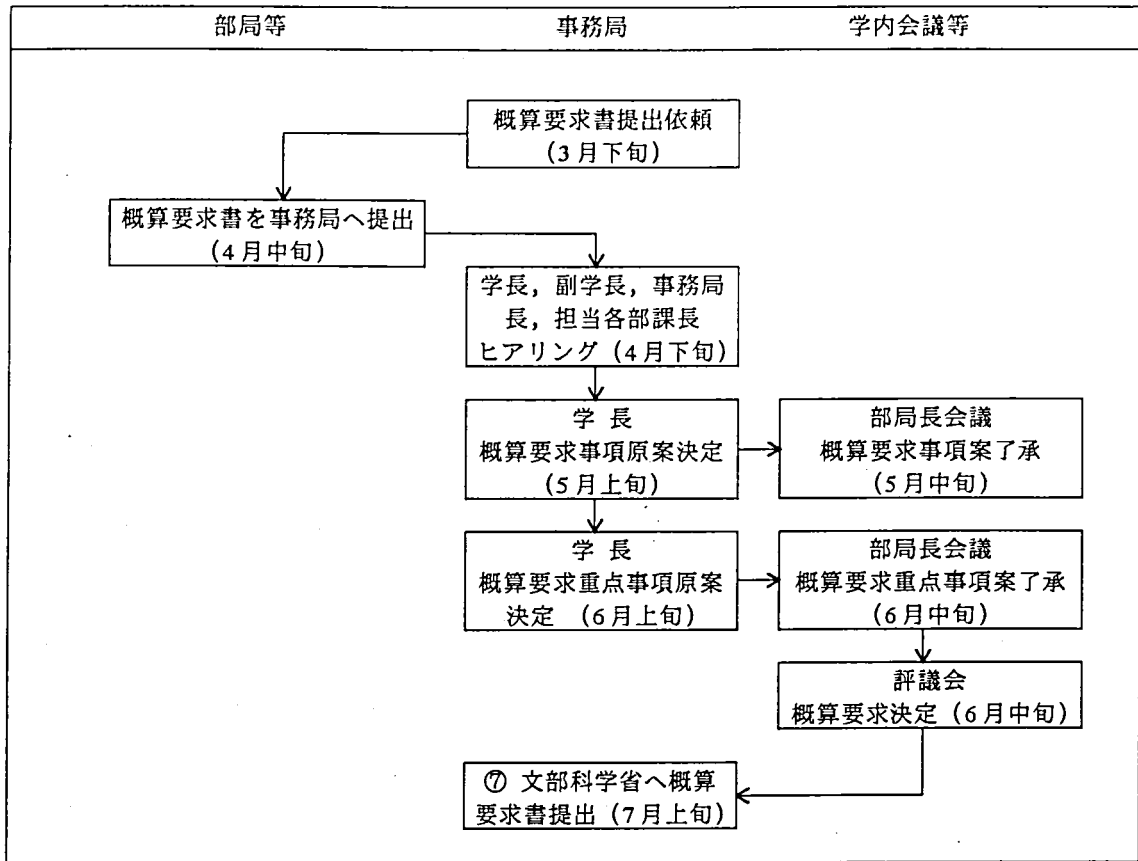 部局等
事務局
学内会議等
概算要求書提出依頼
(3月下旬)
概算要求書を事務局へ提出
(4月中旬)
学長，副学長，事務局
長，担当各部課長
ヒアリング (4月下旬)
学 長
概算要求事項原案決定
(5月上旬)
部局長会議
概算要求事項案了承
(5月中旬)
学 長
概算要求重点事項原案
決定 (6月上旬)
部局長会議
概算要求重点事項案了承
(6月中旬)
評議会
概算要求決定 (6月中旬)
⑦ 文部科学省へ概算
要求書提出 (7月上旬)